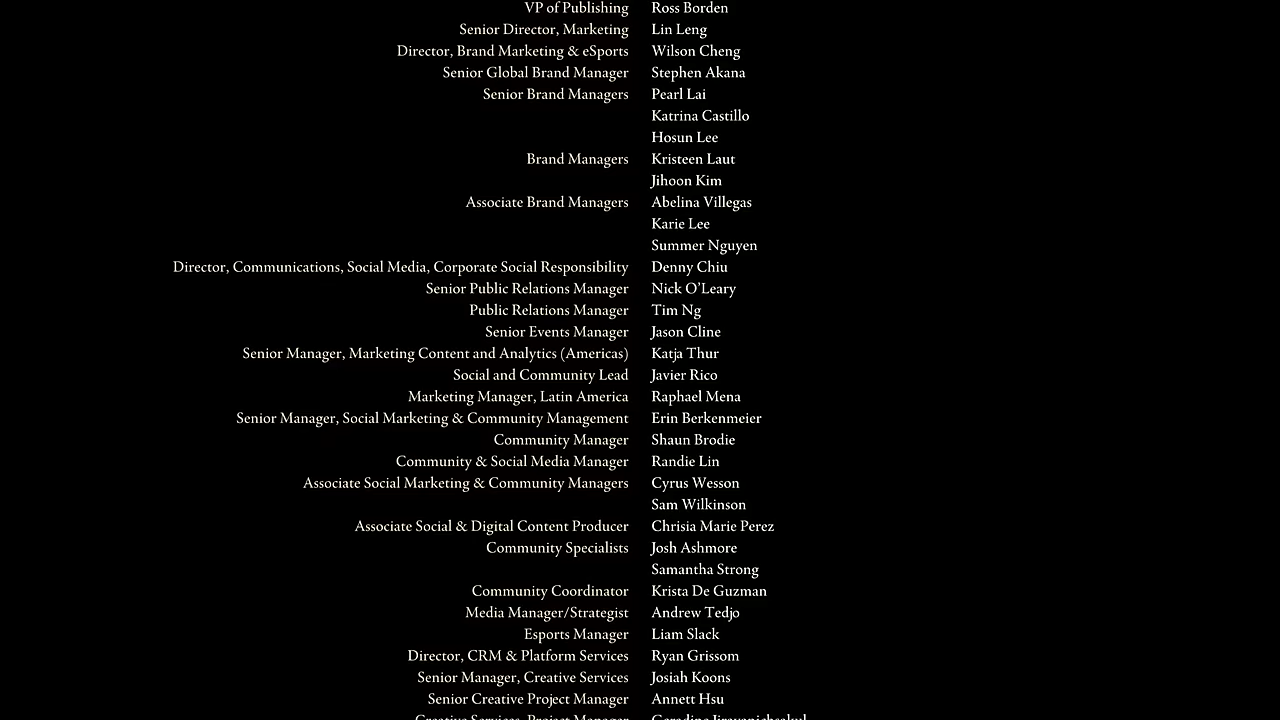 VP of Publishing Ross Borden
Senior Director, Marketing Lin Leng
Director, Brand Marketing & eSports Wilson Cheng
Senior Global Brand Manager Stephen Akana
Senior Brand Managers Pearl Lai
Katrina Castillo
Hosun Lee
Brand Managers Kristeen Laut
Jihoon Kim
Associate Brand Managers Abelina Villegas
Karie Lee
Summer Nguyen
Director, Communications, Social Media, Corporate Social Responsibility Denny Chiu
Senior Public Relations Manager Nick O'Leary
Public Relations Manager Tim Ng
Senior Events Manager Jason Cline
Senior Manager, Marketing Content and Analytics (Americas) Katja Thur
Social and Community Lead Javier Rico
Marketing Manager, Latin America Raphael Mena
Senior Manager, Social Marketing & Community Management Erin Berkenmeier
Community Manager Shaun Brodie
Community & Social Media Manager Randie Lin
Associate Social Marketing & Community Managers Cyrus Wesson
Sam Wilkinson
Associate Social & Digital Content Producer Chrisia Marie Perez
Community Specialists Josh Ashmore
Samantha Strong
Community Coordinator Krista De Guzman
Media Manager/Strategist Andrew Tedjo
Esports Manager Liam Slack
Director, CRM & Platform Services Ryan Grissom
Senior Manager, Creative Services Josiah Koons
Senior Creative Project Manager Annett Hsu
Creative Services, Project Manager